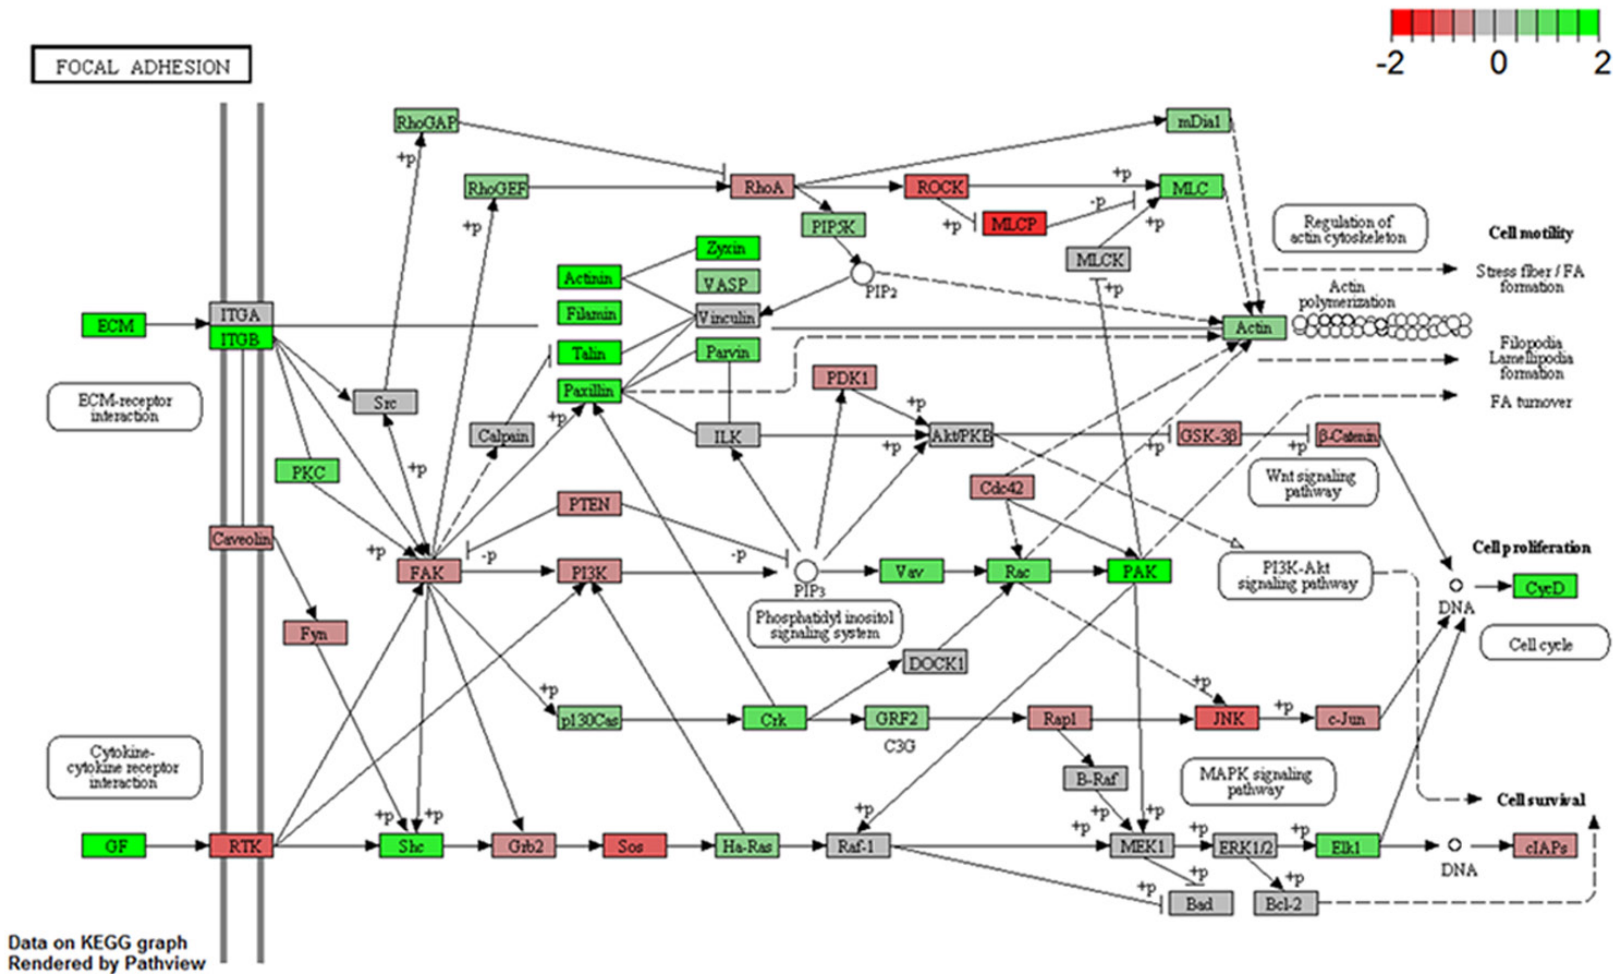 -2 0 2
FOCAL ADHESION
RhoGAP
mDia1
+p
+p
RhoGEF
RhoA
ROCK
MLC
-p
+p
+p
MLCP
+p
PIP5K
Regulation of
actin cytoskeleton
Cell motility
Zyxin
MLCK
Actinin
VASP
PIP2
+p
Stress fiber / FA
formation
Actin
polymerization
ITGA
Filamin
Vinculin
ECM
ITGB
Actin
Talin
Parvin
Filopodia
Lamellipodia
formation
PDK1
Paxillin
ECM-receptor
interaction
Src
+p
+p
FA turnover
Calpain
ILK
+p
Akt/PKB
+p
GSK-3β
+p
β-Catenin
PKC
+p
Cdc42
Wnt signaling
pathway
PTEN
Caveolin
+p
-p
-p
Cell proliferation
FAK
PI3K
PIP3
Vav
Rac
PAK
PI3K-Akt
signaling pathway
CycD
DNA
Phosphatidyl inositol
signaling system
Fyn
Cell cycle
DOCK1
+p
+p
p130Cas
Crk
GRF2
Rap1
JNK
+p
c-Jun
C3G
Cytokine-
cytokine receptor
interaction
B-Raf
MAPK signaling
pathway
Cell survival
+p
+p
+p
+p
+p
+p
+p
+p
GF
RTK
Shc
Grb2
Sos
Ha-Ras
Raf-1
MEK1
ERK1/2
Elk1
DNA
cIAPs
+p
+p
+p
Bad
Bcl-2
Data on KEGG graph
Rendered by Pathview